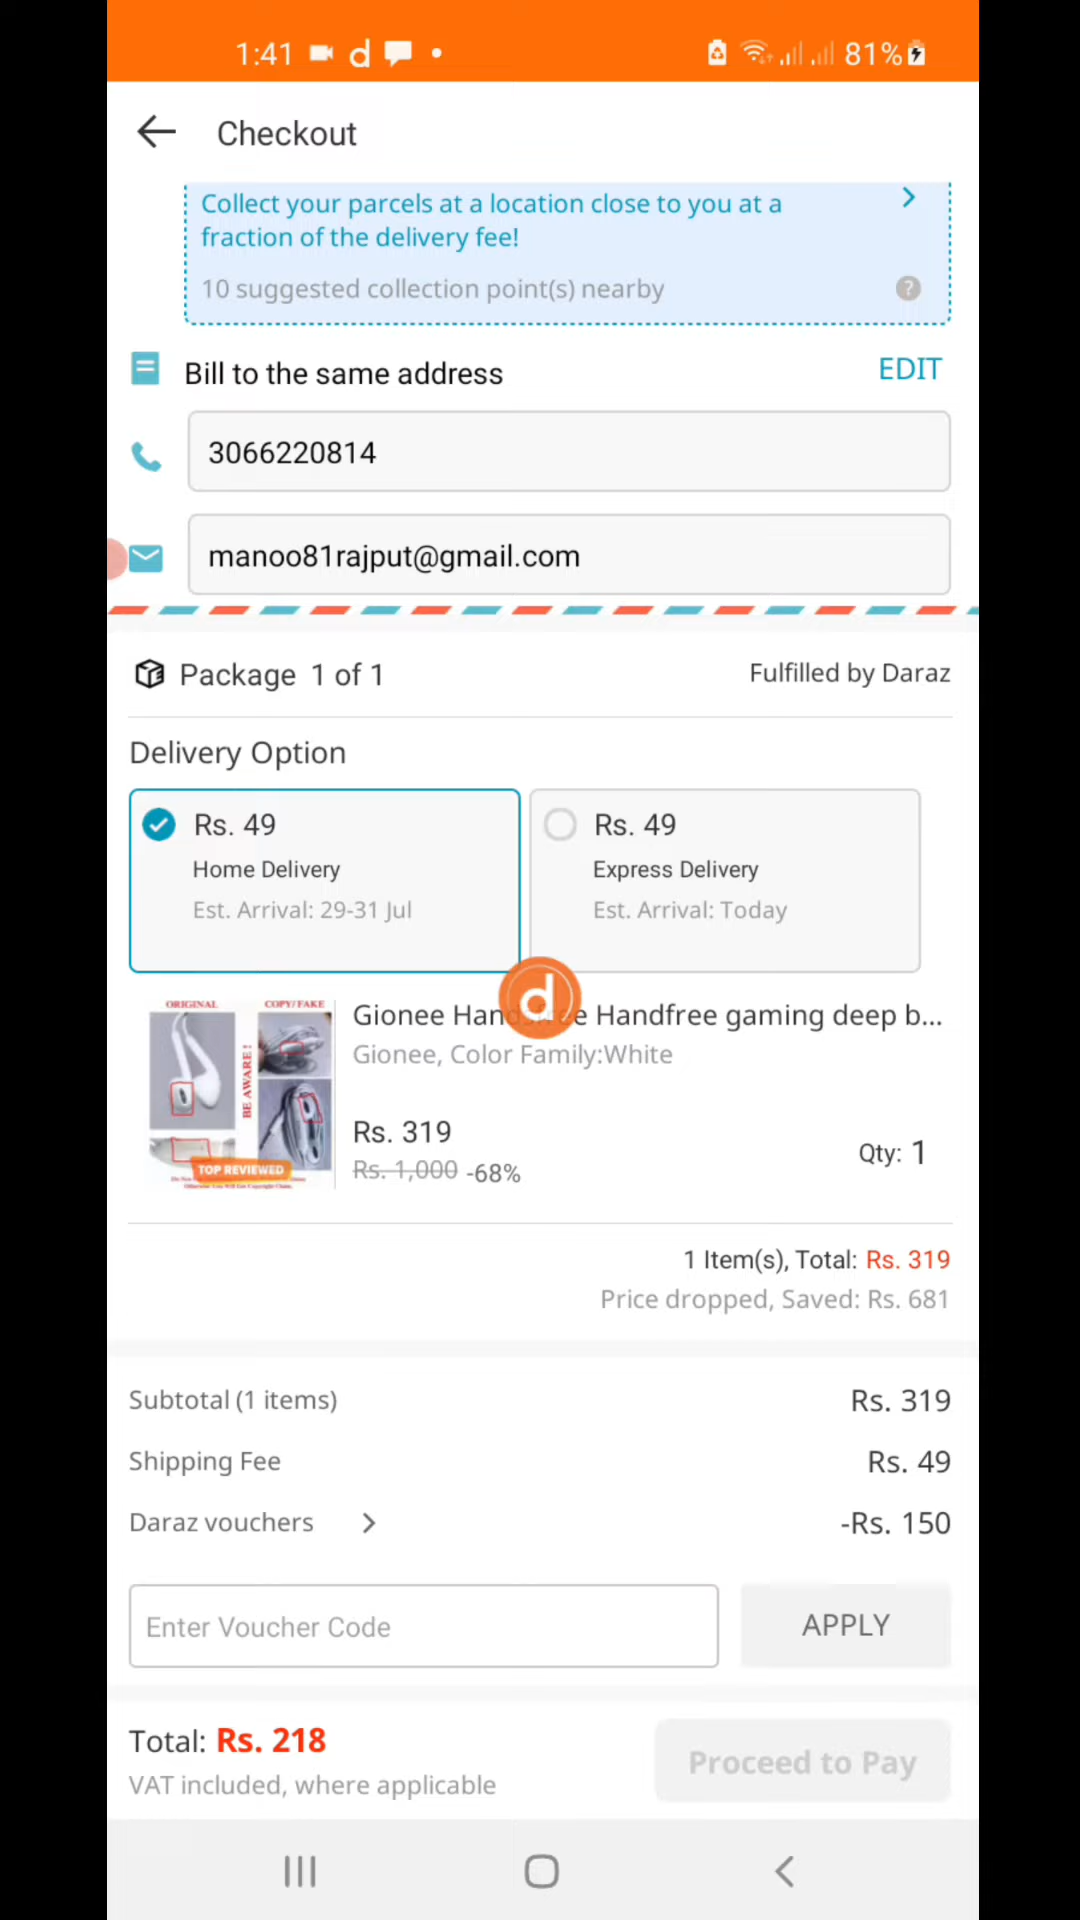 1:41 d 81%
Checkout
Collect your parcels at a location close to you at a
fraction of the delivery fee!
10 suggested collection point(s) nearby
Bill to the same address EDIT
3066220814
manoo81rajput@gmail.com
Package 1 of 1 Fulfilled by Daraz
Delivery Option
Rs. 49 Rs. 49
Home Delivery Express Delivery
Est. Arrival: 29-31 Jul Est. Arrival: Today
d
ORIGINAL COPY/FAKE
BE AWARE!
TOP REVIEWED
Gionee Handsfree Handfree gaming deep b...
Gionee, Color Family:White
Rs. 319
Rs. 1,000 -68%
Qty: 1
1 Item(s), Total: Rs. 319
Price dropped, Saved: Rs. 681
Subtotal (1 items) Rs. 319
Shipping Fee Rs. 49
Daraz vouchers -Rs. 150
Enter Voucher Code APPLY
Total: Rs. 218
VAT included, where applicable
Proceed to Pay